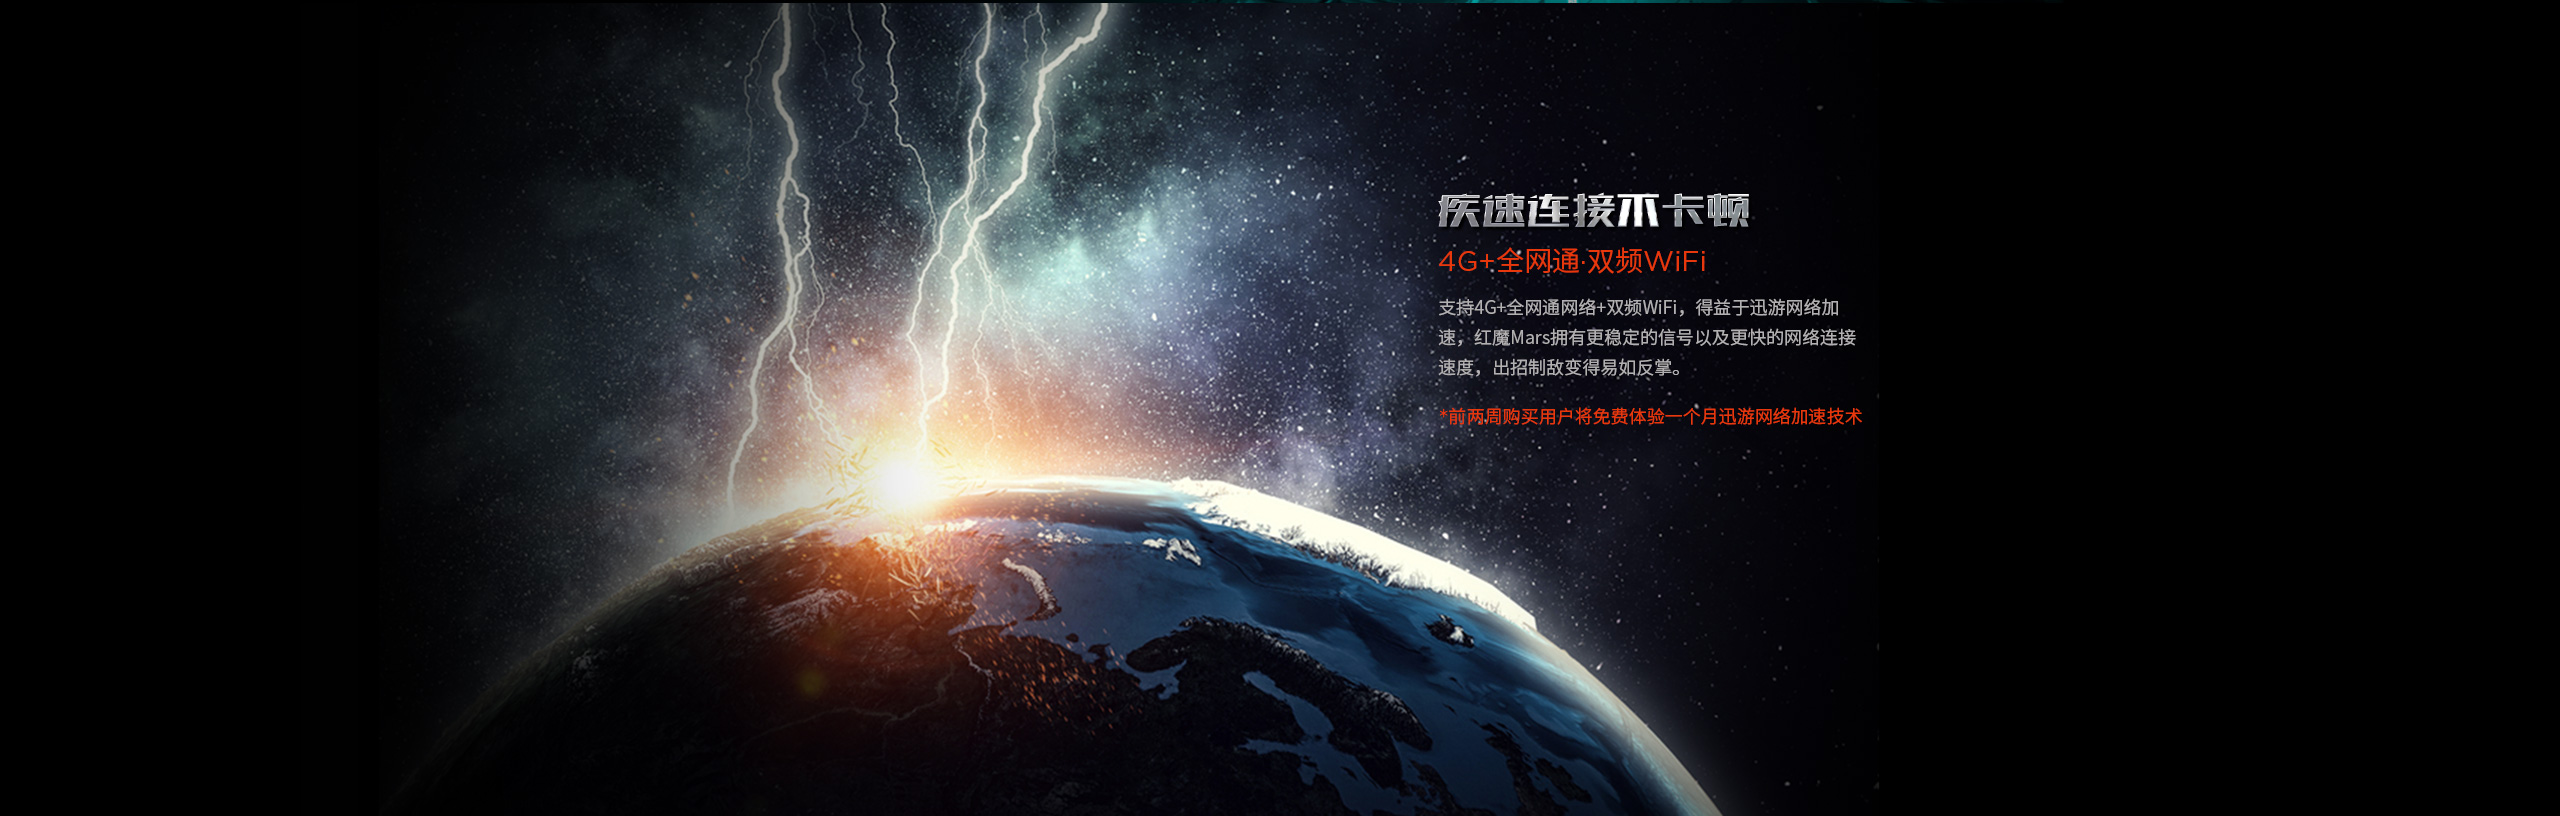 疾速连接不卡顿
4G+全网通·双频WiFi
支持4G+全网通网络+双频WiFi，得益于迅游网络加
速，红魔Mars拥有更稳定的信号以及更快的网络连接
速度，出招制敌变得易如反掌。
*前两周购买用户将免费体验一个月迅游网络加速技术